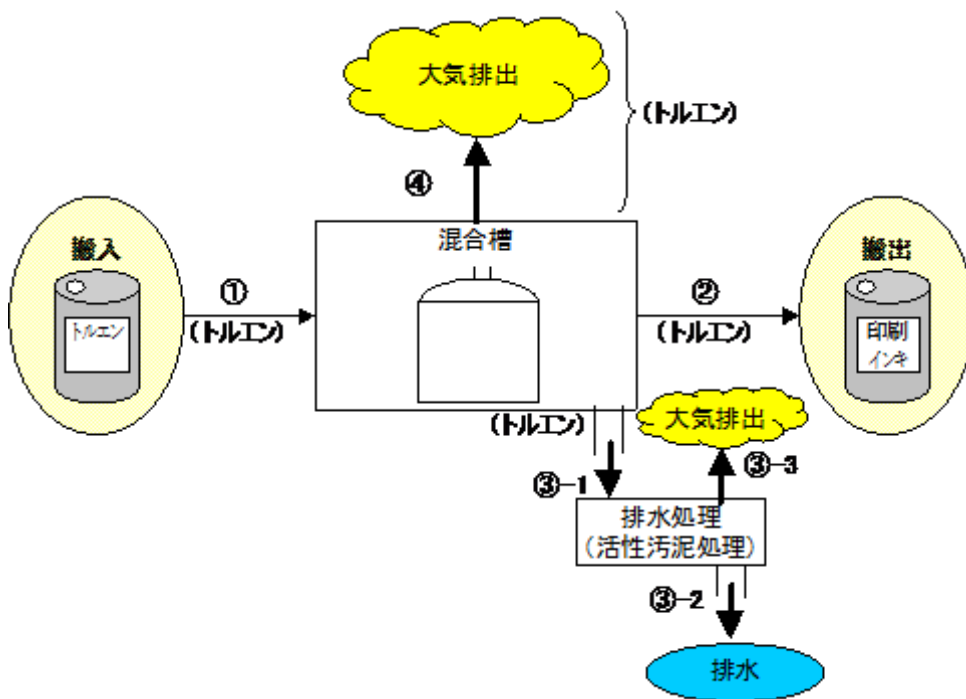 大気排出
(トルエン)
④
混合槽
搬入
トルエン
①
(トルエン)
②
(トルエン)
搬出
印刷
インキ
(トルエン)
大気排出
③-1
③-3
排水処理
(活性汚泥処理)
③-2
排水